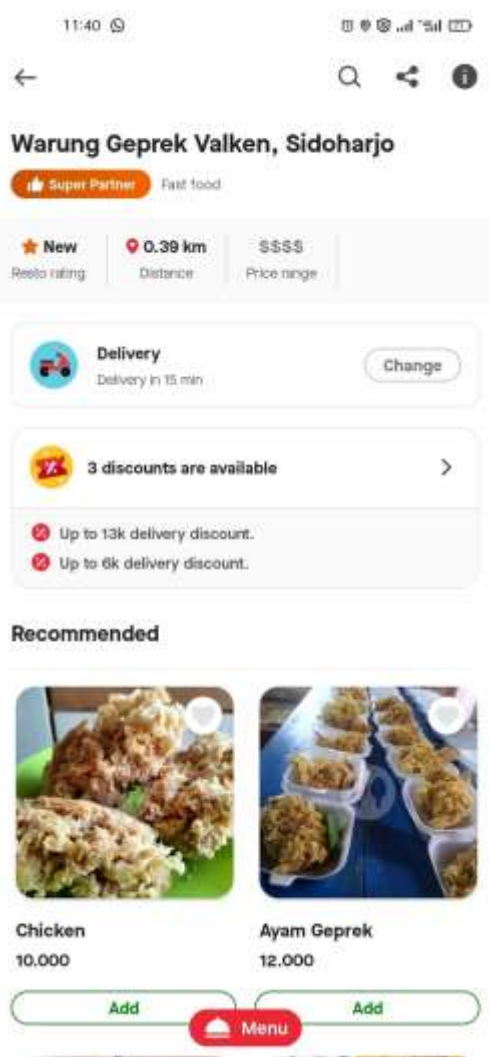 11:40
Warung Geprek Valken, Sidoharjo
Super Partner Fast food
New 0.39 km $$$$
Resto rating Distance Price range
Delivery
Delivery in 15 min
Change
3 discounts are available
Up to 13k delivery discount.
Up to 6k delivery discount.
Recommended
Chicken Ayam Geprek
10.000 12.000
Add Add
Menu